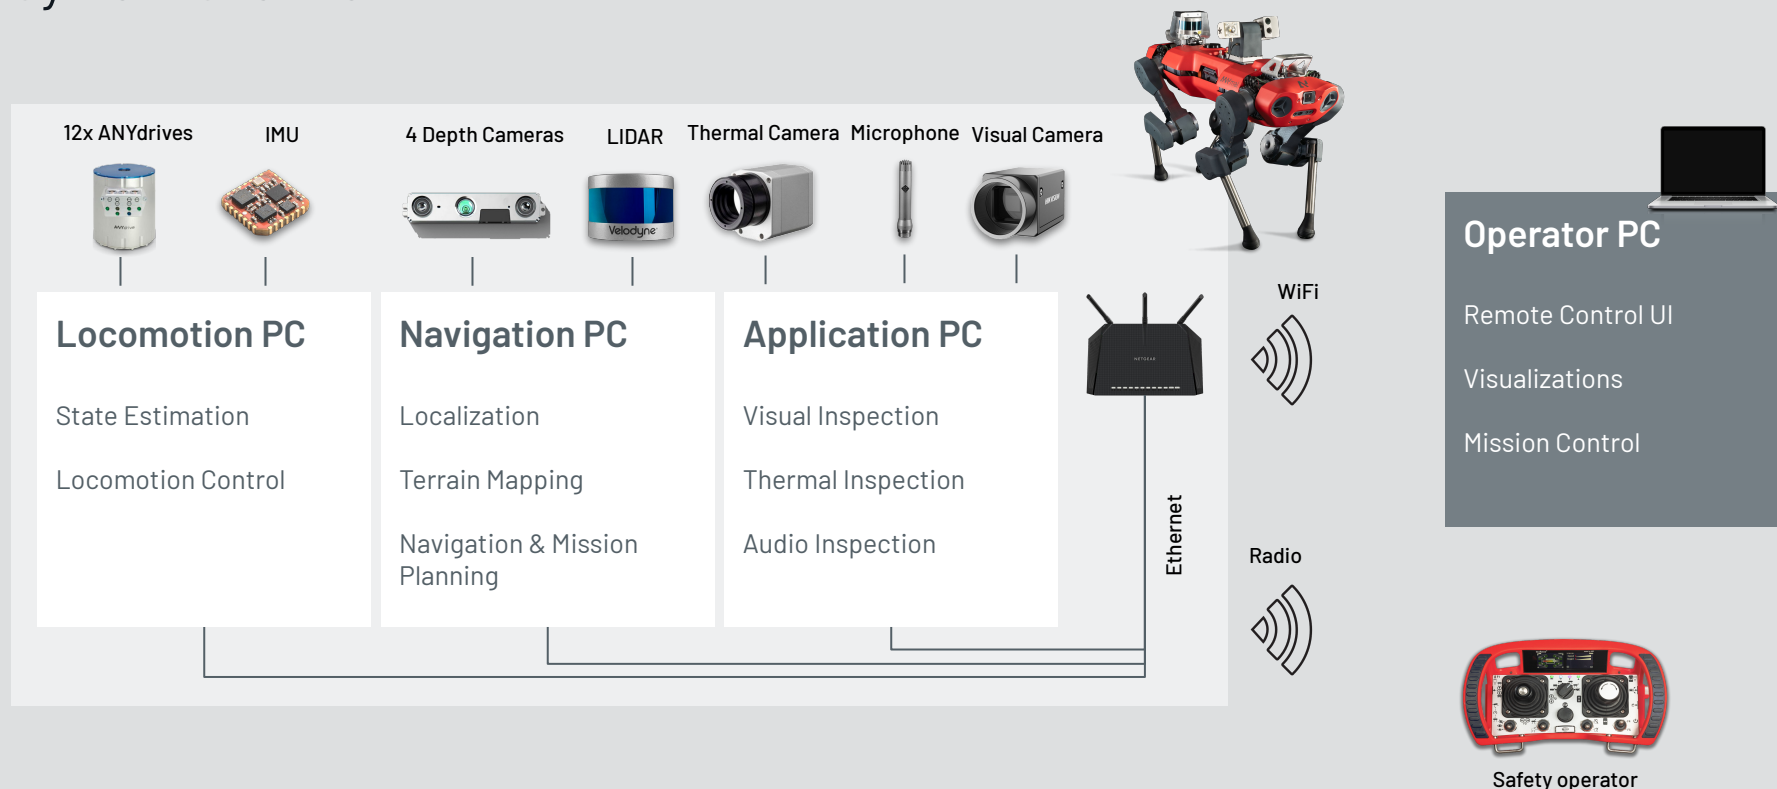 12x ANYdrives
IMU
4 Depth Cameras
LIDAR
Thermal Camera
Microphone
Visual Camera
Velodyne
Locomotion PC
State Estimation
Locomotion Control
Navigation PC
Localization
Terrain Mapping
Navigation & Mission
Planning
Application PC
Visual Inspection
Thermal Inspection
Audio Inspection
NETGEAR
Ethernet
WiFi
Radio
Operator PC
Remote Control UI
Visualizations
Mission Control
Safety operator